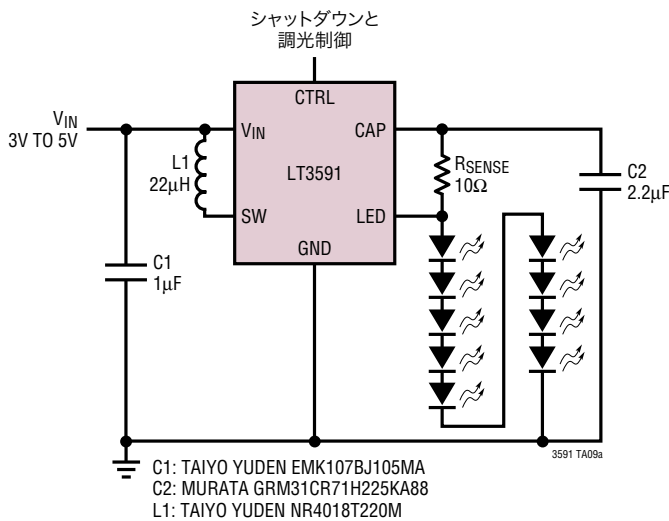 シャットダウンと
調光制御
CTRL
VIN
3V TO 5V
VIN
CAP
L1
22μH
LT3591
RSENSE
10Ω
C2
2.2μF
SW
LED
GND
C1
1μF
3591 TA09a
C1: TAIYO YUDEN EMK107BJ105MA
C2: MURATA GRM31CR71H225KA88
L1: TAIYO YUDEN NR4018T220M